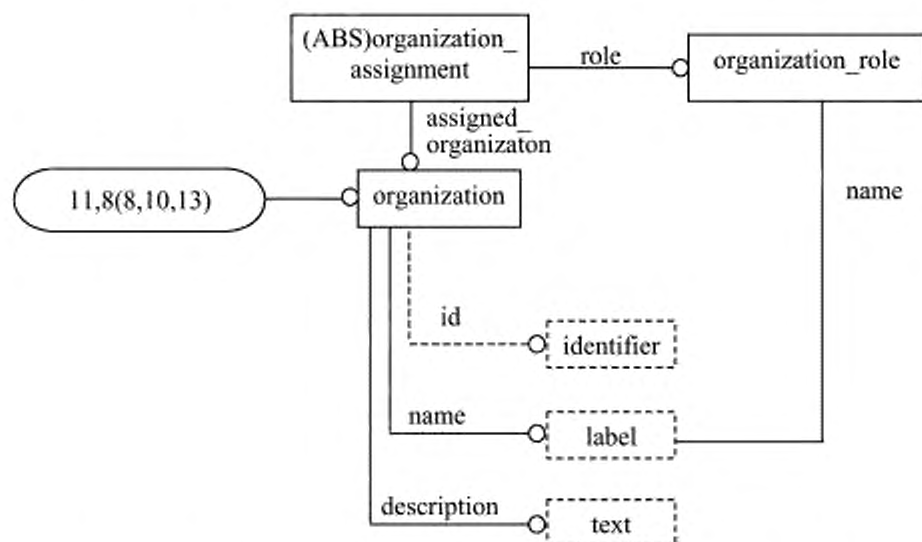 (ABS)organization_
assignment
role
organization_role
assigned_
organizaton
11,8(8,10,13)
organization
name
id
identifier
name
label
description
text